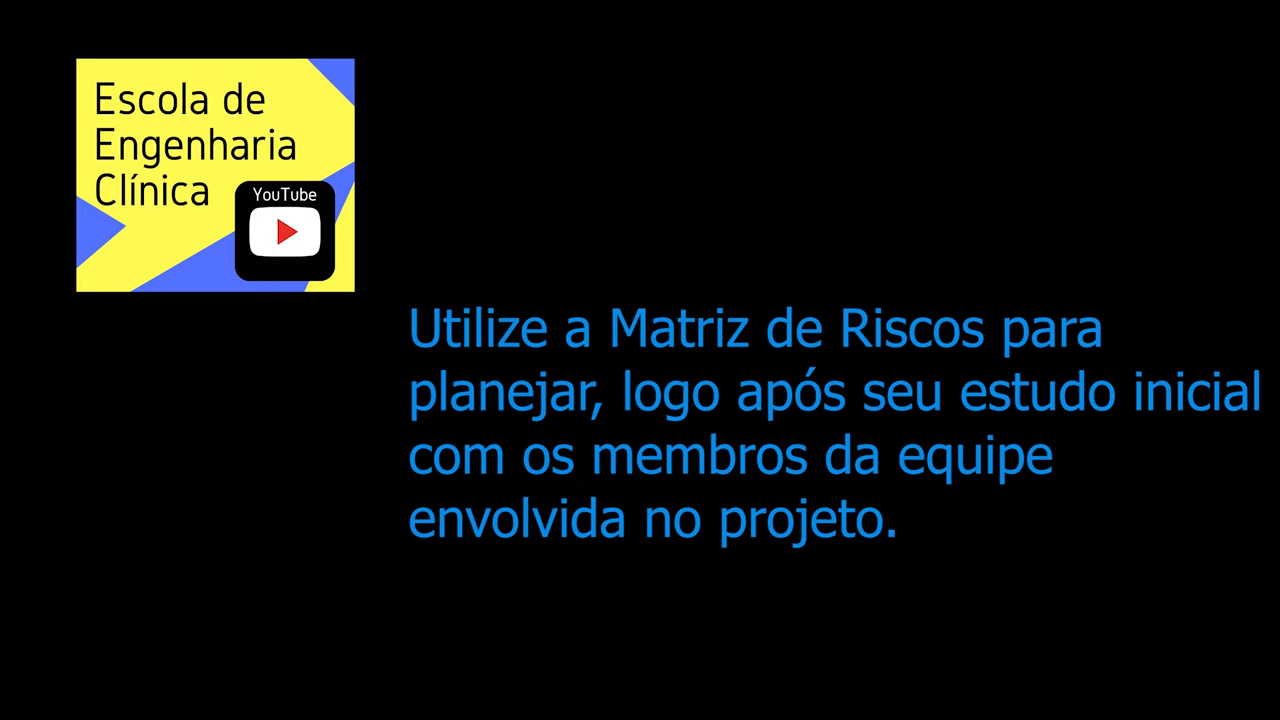 Escola de
Engenharia
Clínica
YouTube
Utilize a Matriz de Riscos para
planejar, logo após seu estudo inicial
com os membros da equipe
envolvida no projeto.